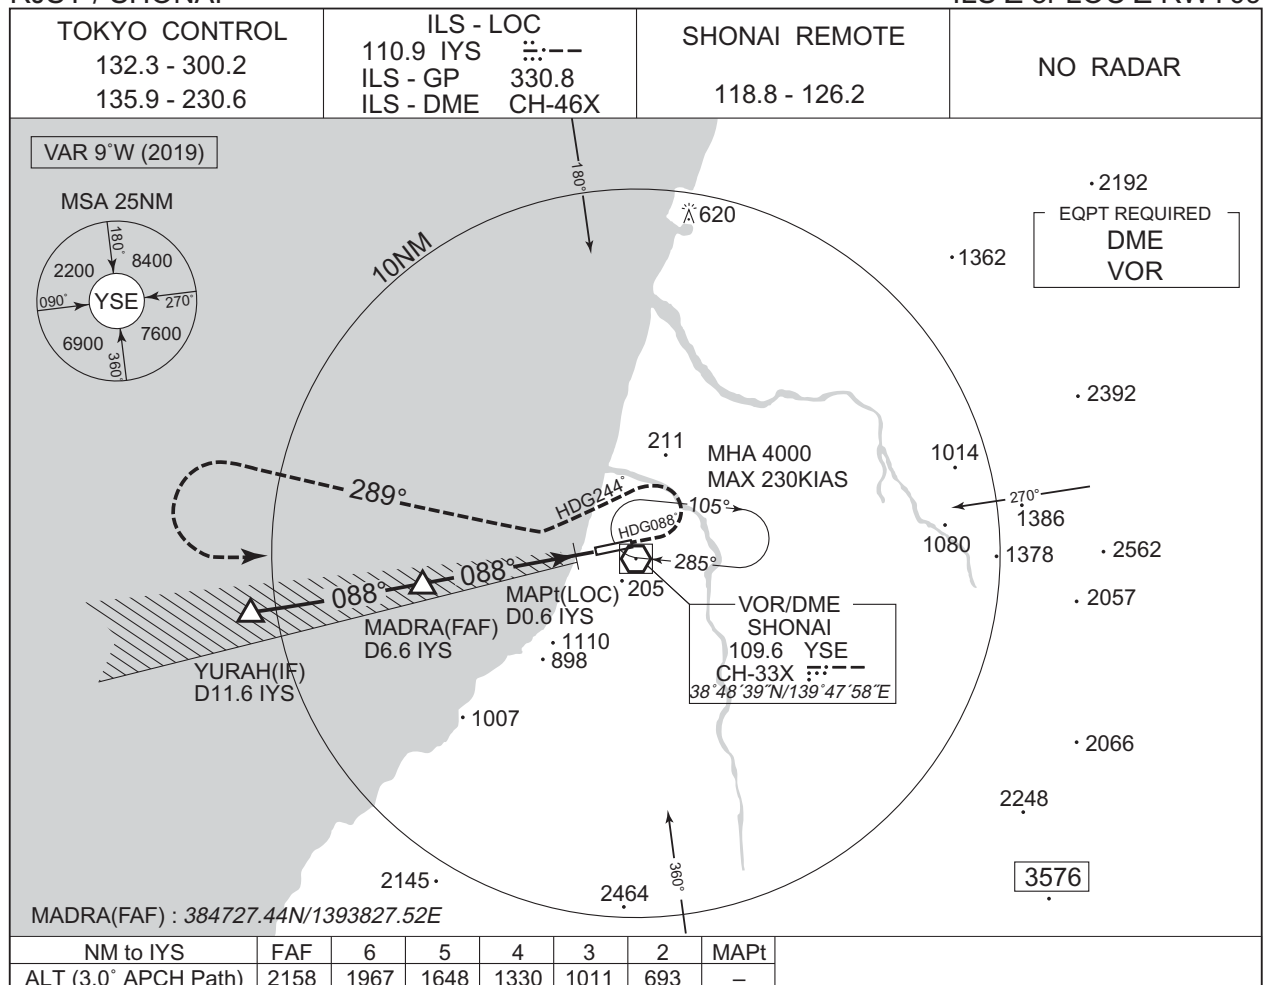 RJSY / SHONAI
ILS Z or LOC Z RWY09
TOKYO CONTROL
132.3 - 300.2
135.9 - 230.6
ILS - LOC
110.9 IYS
ILS - GP 330.8
ILS - DME CH-46X
SHONAI REMOTE
118.8 - 126.2
NO RADAR
VAR 9°W (2019)
MSA 25NM
180°
2200
8400
090°
YSE
270°
6900
7600
360°
180°
10NM
620
2192
EQPT REQUIRED
DME
VOR
1362
2392
211
MHA 4000
MAX 230KIAS
1014
289°
HDG244°
105°
270°
1386
HDG088°
1080
1378
2562
285°
088°
088°
205
2057
MAPt(LOC)
D0.6 IYS
MADRA(FAF)
D6.6 IYS
1110
898
VOR/DME
SHONAI
109.6 YSE
CH-33X
38°48´39˝N/139°47´58˝E
YURAH(IF)
D11.6 IYS
1007
2066
2248
360°
2145
2464
3576
MADRA(FAF) : 384727.44N/1393827.52E
NM to IYS FAF 6 5 4 3 2 MAPt
ALT (3.0° APCH Path) 2158 1967 1648 1330 1011 693 –